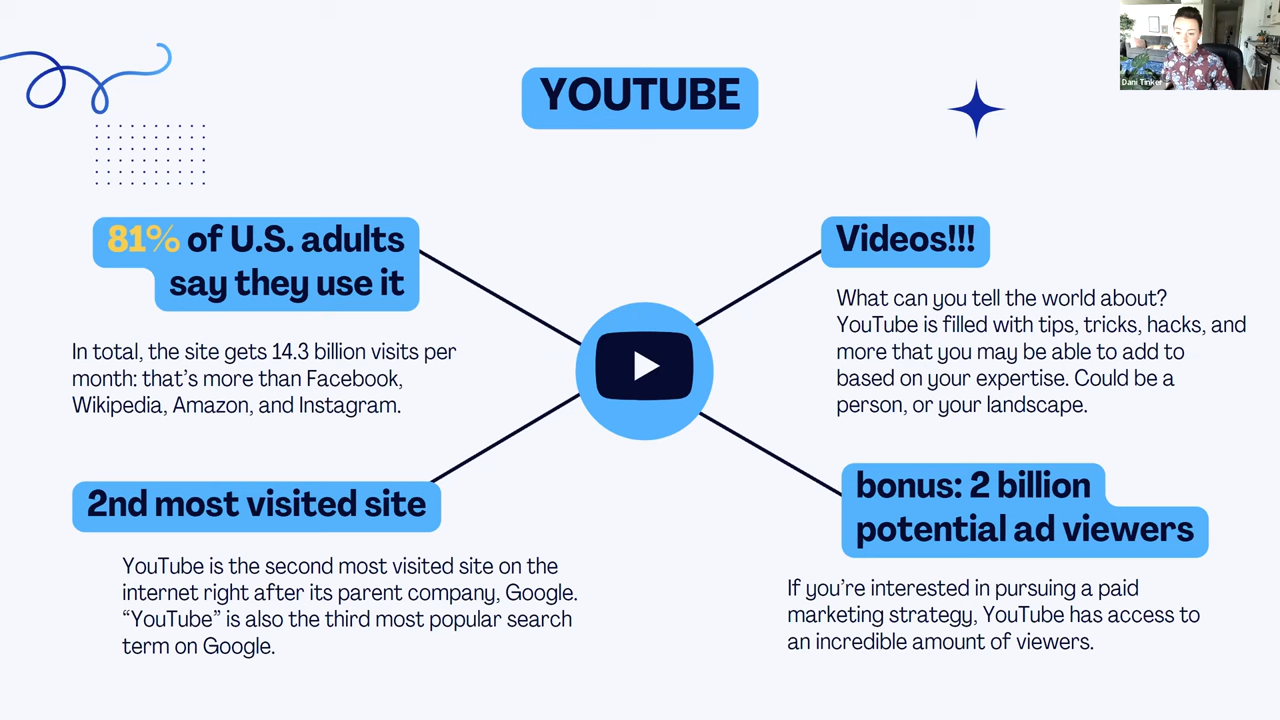 YOUTUBE
Dani Tinker
81% of U.S. adults
say they use it
In total, the site gets 14.3 billion visits per
month: that's more than Facebook,
Wikipedia, Amazon, and Instagram.
2nd most visited site
YouTube is the second most visited site on the
internet right after its parent company, Google.
“YouTube” is also the third most popular search
term on Google.
Videos!!!
What can you tell the world about?
YouTube is filled with tips, tricks, hacks, and
more that you may be able to add to
based on your expertise. Could be a
person, or your landscape.
bonus: 2 billion
potential ad viewers
If you're interested in pursuing a paid
marketing strategy, YouTube has access to
an incredible amount of viewers.